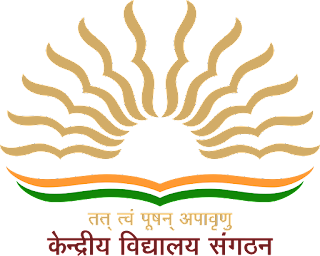 तत् त्वं पूषन् अपावृणु
केन्द्रीय विद्यालय संगठन